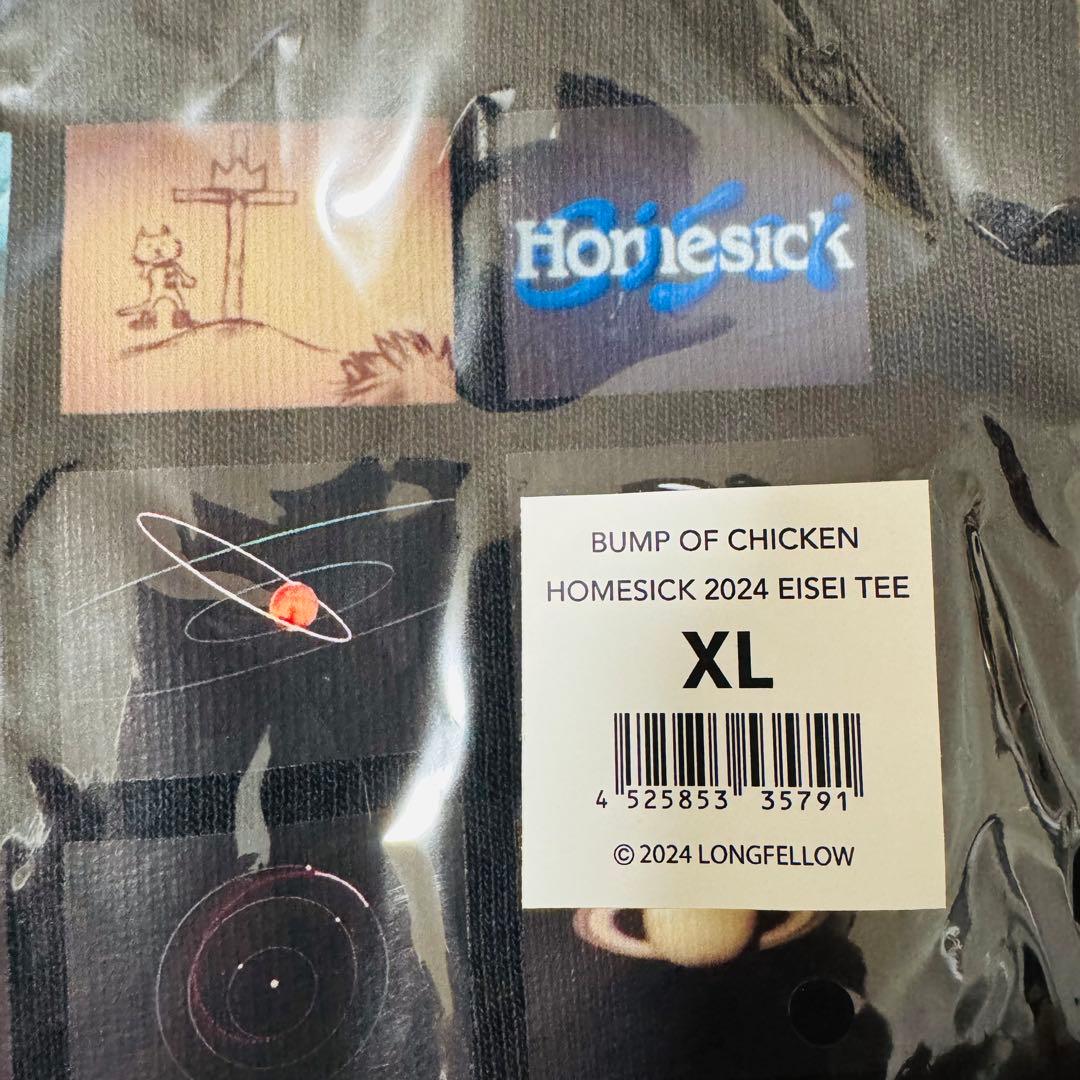 Homesick
BUMP OF CHICKEN
HOMESICK 2024 EISEI TEE
XL
4 525853 35791
© 2024 LONGFELLOW